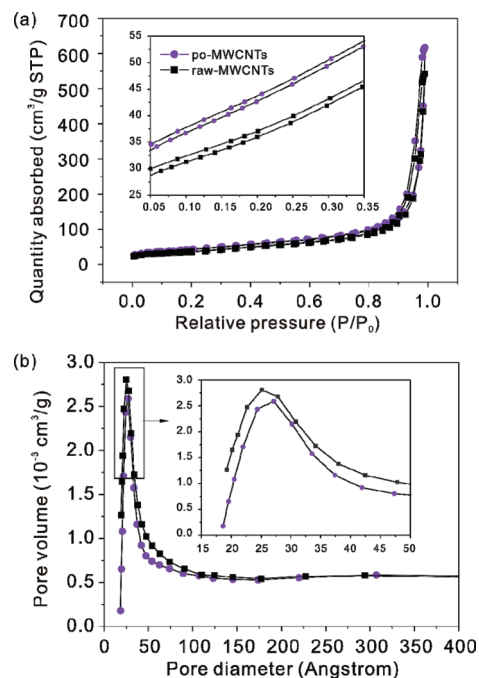 (a)
Quantity absorbed (cm³/g STP)
700
600
500
400
300
200
100
0
55
50
45
40
35
30
25
po-MWCNTs
raw-MWCNTs
0.05 0.10 0.15 0.20 0.25 0.30 0.35
0.0 0.2 0.4 0.6 0.8 1.0
Relative pressure (P/P₀)
(b)
Pore volume (10⁻³ cm³/g)
3.0
2.5
2.0
1.5
1.0
0.5
0.0
3.0
2.5
2.0
1.5
1.0
0.5
0.0
15 20 25 30 35 40 45 50
0 50 100 150 200 250 300 350 400
Pore diameter (Angstrom)